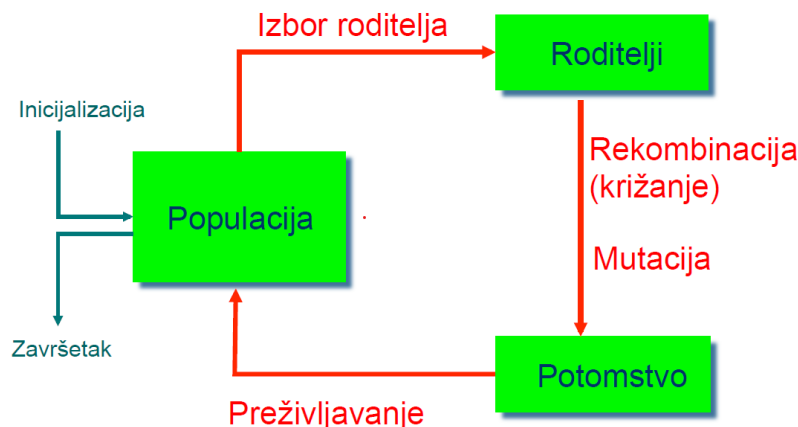 Izbor roditelja
Roditelji
Inicijalizacija
Rekombinacija
(križanje)
Populacija
Mutacija
Završetak
Potomstvo
Preživljavanje